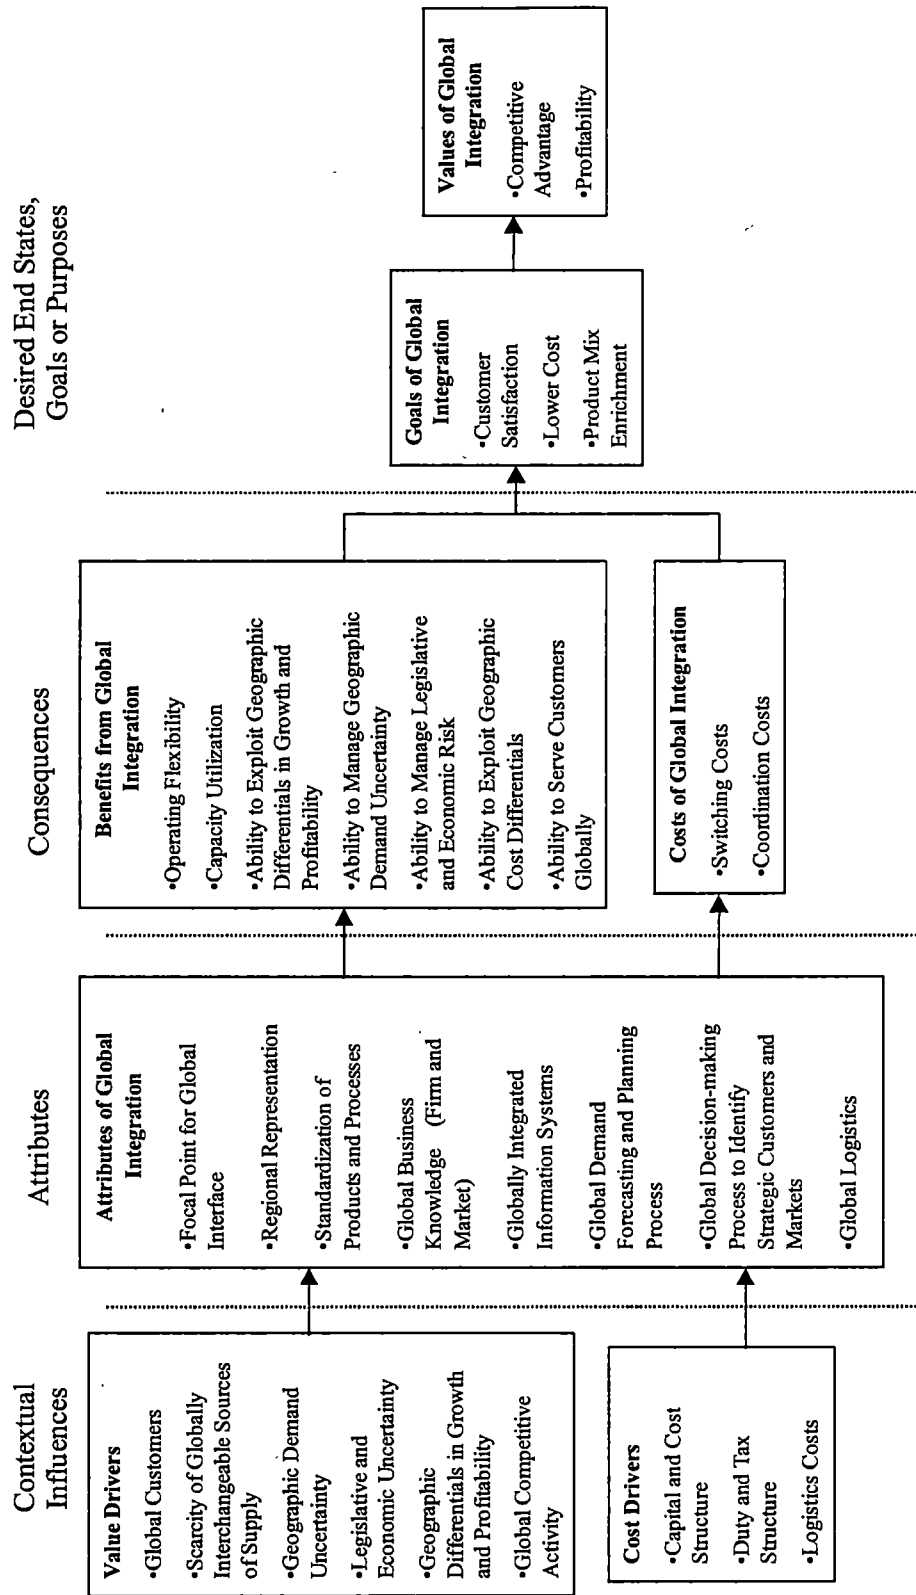 Contextual
Influences
Value Drivers
•Global Customers
•Scarcity of Globally
Interchangeable Sources
of Supply
•Geographic Demand
Uncertainty
•Legislative and
Economic Uncertainty
•Geographic
Differentials in Growth
and Profitability
•Global Competitive
Activity
Cost Drivers
•Capital and Cost
Structure
•Duty and Tax
Structure
•Logistics Costs
Attributes
Attributes of Global
Integration
•Focal Point for Global
Interface
•Regional Representation
•Standardization of
Products and Processes
•Global Business
Knowledge (Firm and
Market)
•Globally Integrated
Information Systems
•Global Demand
Forecasting and Planning
Process
•Global Decision-making
Process to Identify
Strategic Customers and
Markets
•Global Logistics
Consequences
Benefits from Global
Integration
•Operating Flexibility
•Capacity Utilization
•Ability to Exploit Geographic
Differentials in Growth and
Profitability
•Ability to Manage Geographic
Demand Uncertainty
•Ability to Manage Legislative
and Economic Risk
•Ability to Exploit Geographic
Cost Differentials
•Ability to Serve Customers
Globally
Costs of Global Integration
•Switching Costs
•Coordination Costs
Desired End States,
Goals or Purposes
Goals of Global
Integration
•Customer
Satisfaction
•Lower Cost
•Product Mix
Enrichment
Values of Global
Integration
•Competitive
Advantage
•Profitability